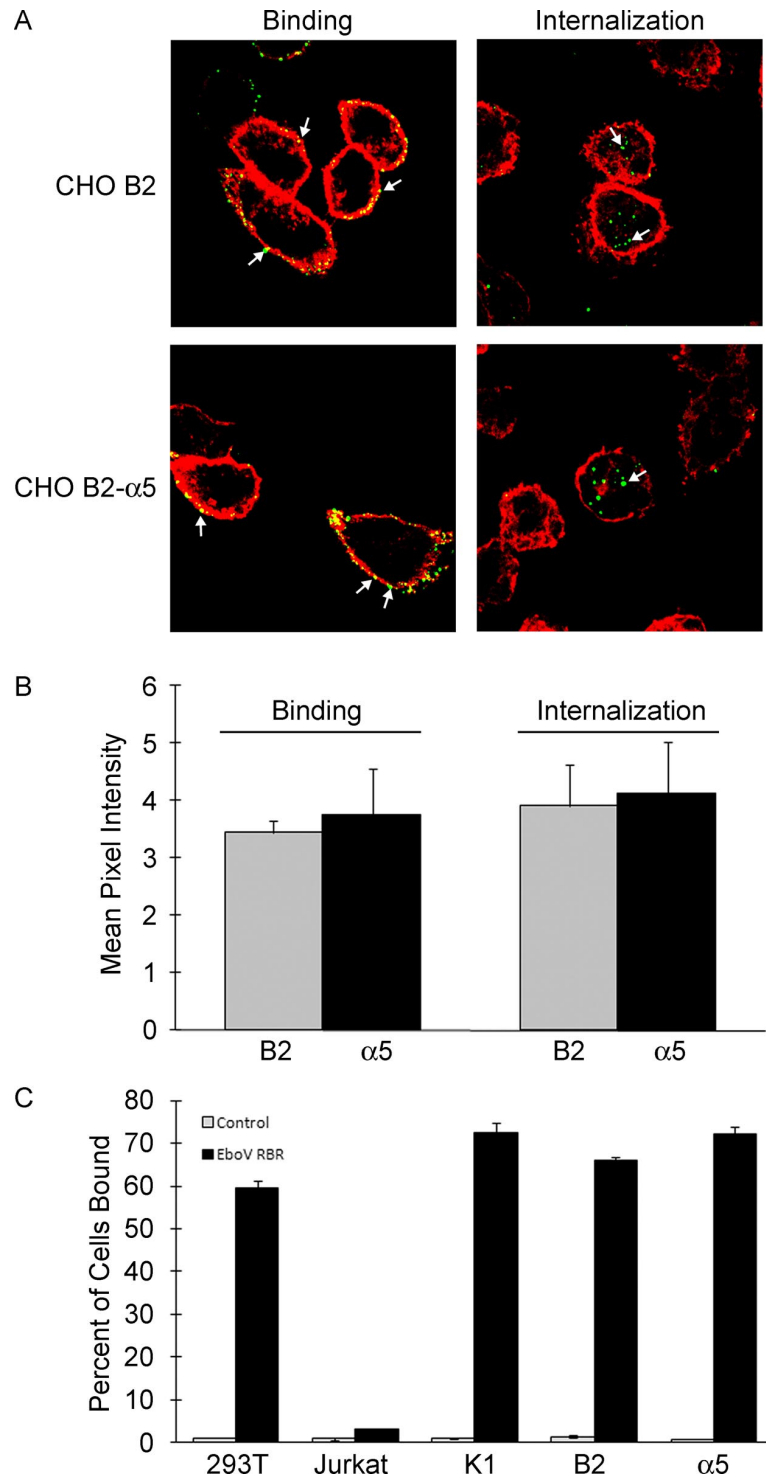 A
Binding
Internalization
CHO B2
CHO B2-α5
B
Mean Pixel Intensity
6
5
4
3
2
1
0
Binding
Internalization
B2
α5
B2
α5
C
Percent of Cells Bound
80
70
60
50
40
30
20
10
0
Control
EboV RBR
293T
Jurkat
K1
B2
α5